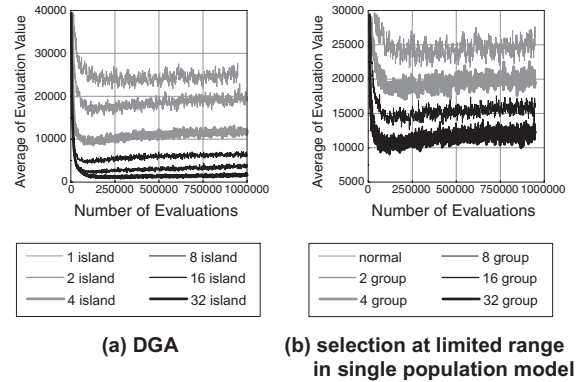 40000
30000
20000
10000
0
0
250000
500000
750000
1000000
Average of Evaluation Value
Number of Evaluations
1 island
8 island
2 island
16 island
4 island
32 island
(a) DGA
30000
25000
20000
15000
10000
5000
0
250000
500000
750000
1000000
Average of Evaluation Value
Number of Evaluations
normal
8 group
2 group
16 group
4 group
32 group
(b) selection at limited range
in single population model